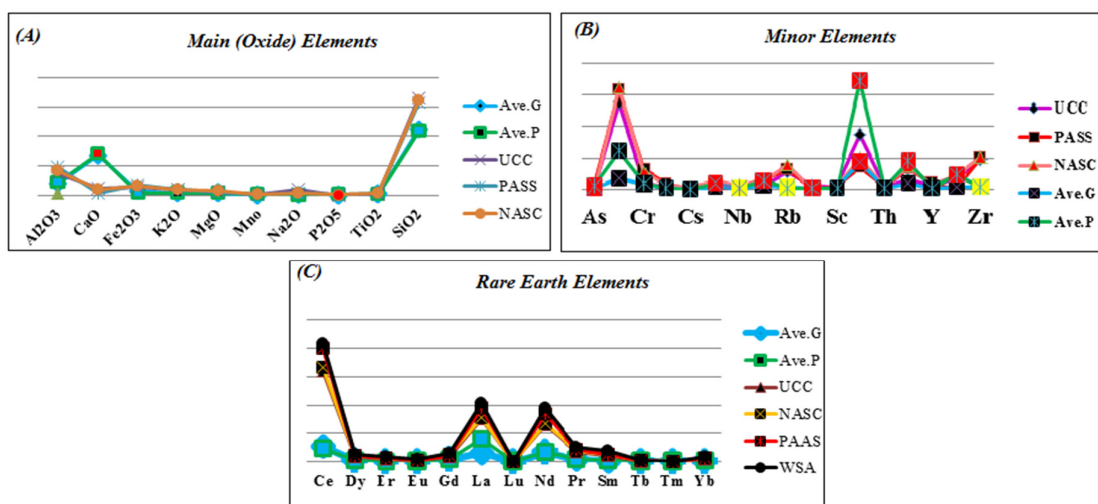 (A)
Main (Oxide) Elements
Ave.G
Ave.P
UCC
PASS
NASC
Al2O3 CaO Fe2O3 K2O MgO Mno Na2O P2O5 TiO2 SiO2
(B)
Minor Elements
UCC
PASS
NASC
Ave.G
Ave.P
As Cr Cs Nb Rb Sc Th Y Zr
(C)
Rare Earth Elements
Ave.G
Ave.P
UCC
NASC
PAAS
WSA
Ce Dy Er Eu Gd La Lu Nd Pr Sm Tb Tm Yb